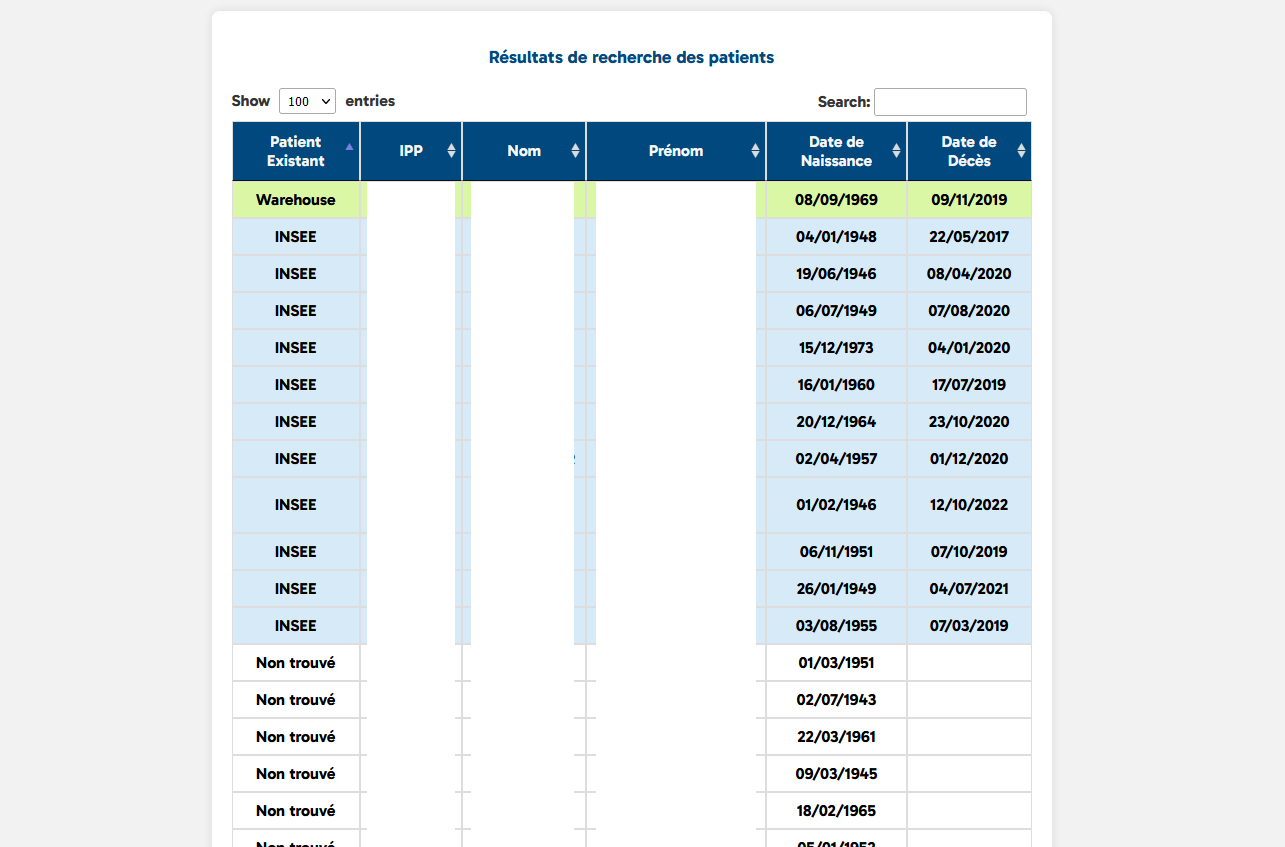 Résultats de recherche des patients
Show 100 entries Search:
Patient Existant IPP Nom Prénom Date de Naissance Date de Décès
Warehouse 08/09/1969 09/11/2019
INSEE 04/01/1948 22/05/2017
INSEE 19/06/1946 08/04/2020
INSEE 06/07/1949 07/08/2020
INSEE 15/12/1973 04/01/2020
INSEE 16/01/1960 17/07/2019
INSEE 20/12/1964 23/10/2020
INSEE 02/04/1957 01/12/2020
INSEE 01/02/1946 12/10/2022
INSEE 06/11/1951 07/10/2019
INSEE 26/01/1949 04/07/2021
INSEE 03/08/1955 07/03/2019
Non trouvé 01/03/1951
Non trouvé 02/07/1943
Non trouvé 22/03/1961
Non trouvé 09/03/1945
Non trouvé 18/02/1965
Non trouvé